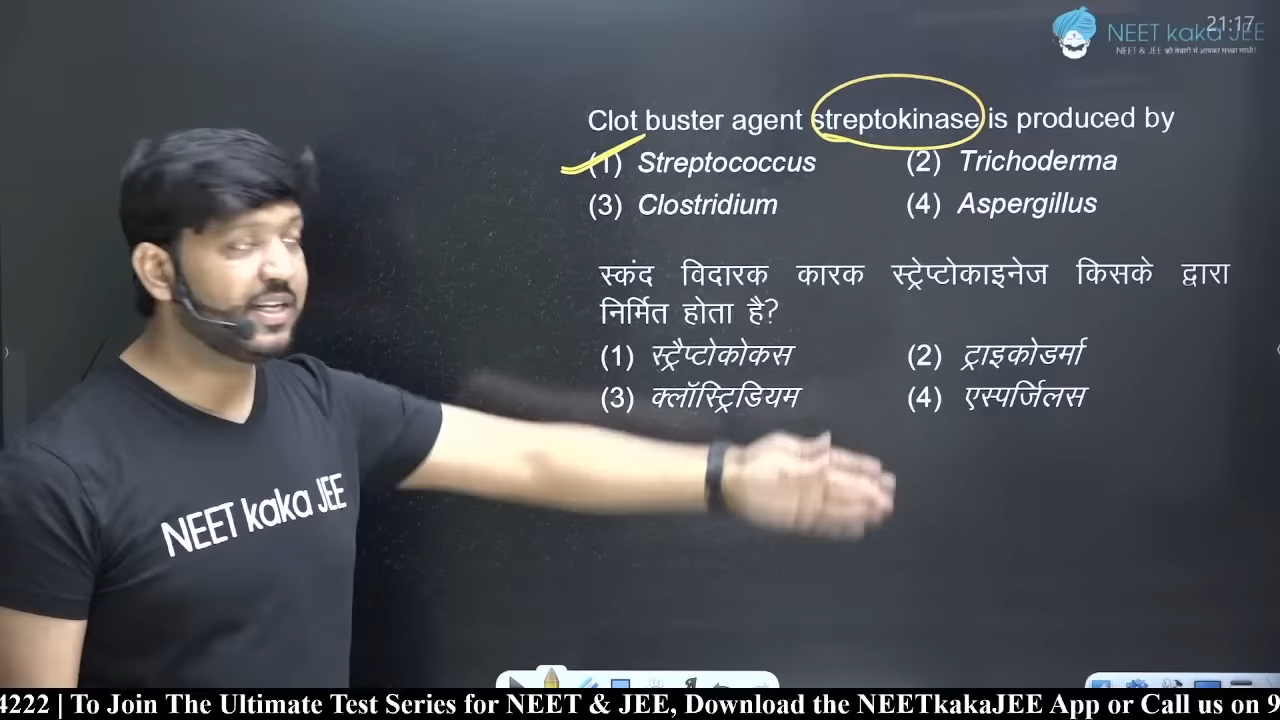 NEET kaka JEE
21:17
NEET & JEE की तैयारी में आपका सच्चा साथी!
Clot buster agent streptokinase is produced by
(1) Streptococcus (2) Trichoderma
(3) Clostridium (4) Aspergillus
स्कंद विदारक कारक स्ट्रेप्टोकाइनेज किसके द्वारा
निर्मित होता है?
(1) स्ट्रैप्टोकोकस (2) ट्राइकोडर्मा
(3) क्लॉस्ट्रिडियम (4) एस्पर्जिलस
NEET kaka JEE
4222 | To Join The Ultimate Test Series for NEET & JEE, Download the NEETkakaJEE App or Call us on 9